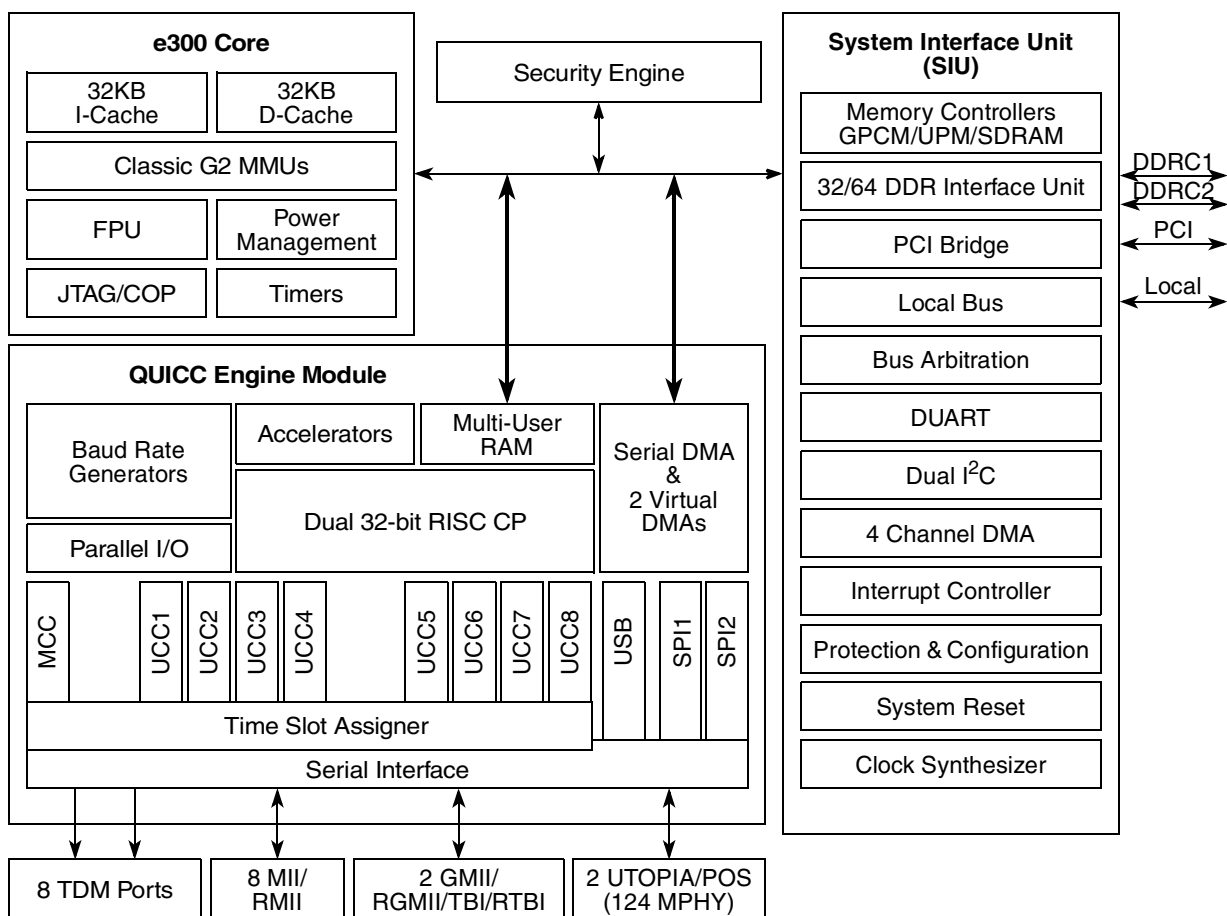 e300 Core
32KB
I-Cache
32KB
D-Cache
Classic G2 MMUs
FPU
Power
Management
JTAG/COP
Timers
Security Engine
System Interface Unit
(SIU)
Memory Controllers
GPCM/UPM/SDRAM
32/64 DDR Interface Unit
PCI Bridge
Local Bus
Bus Arbitration
DUART
Dual I²C
4 Channel DMA
Interrupt Controller
Protection & Configuration
System Reset
Clock Synthesizer
DDRC1
DDRC2
PCI
Local
QUICC Engine Module
Baud Rate
Generators
Parallel I/O
Accelerators
Multi-User
RAM
Dual 32-bit RISC CP
Serial DMA
&
2 Virtual
DMAs
MCC
UCC1
UCC2
UCC3
UCC4
UCC5
UCC6
UCC7
UCC8
USB
SPI1
SPI2
Time Slot Assigner
Serial Interface
8 TDM Ports
8 MII/
RMII
2 GMII/
RGMII/TBI/RTBI
2 UTOPIA/POS
(124 MPHY)